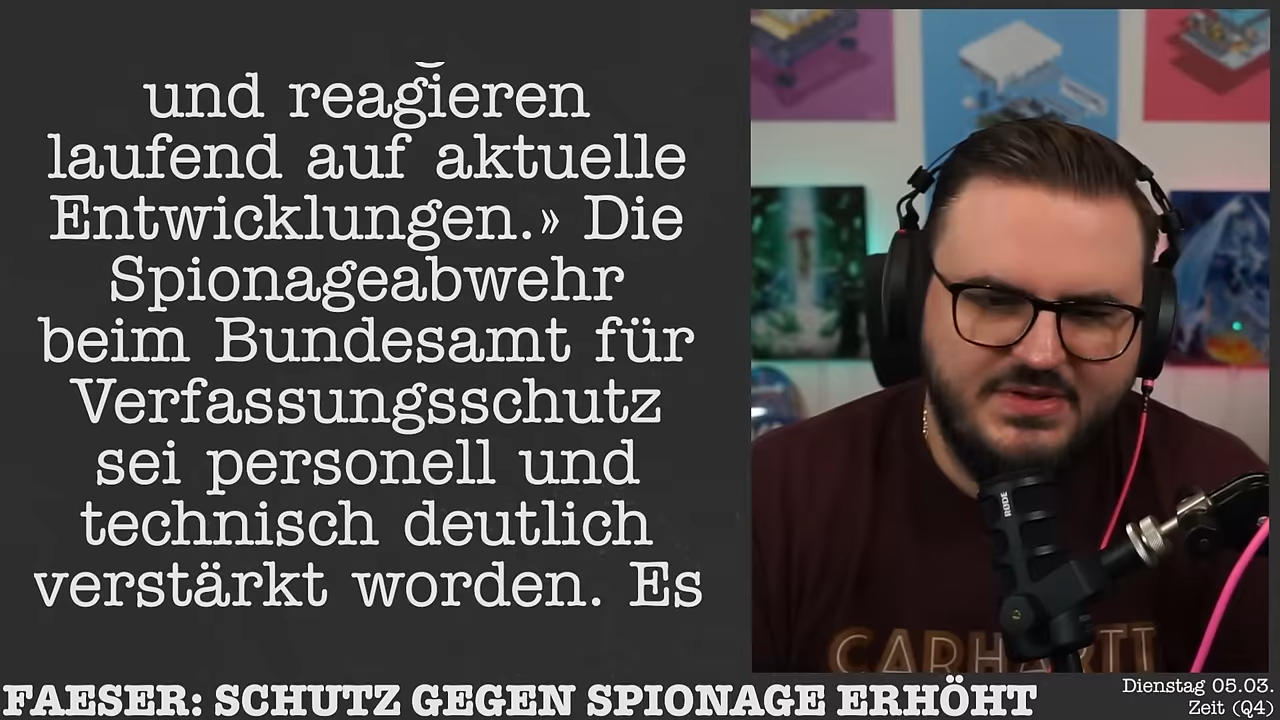 und reagieren
laufend auf aktuelle
Entwicklungen.» Die
Spionageabwehr
beim Bundesamt für
Verfassungsschutz
sei personell und
technisch deutlich
verstärkt worden. Es
RØDE
CARHARTT
FAESER: SCHUTZ GEGEN SPIONAGE ERHÖHT
Dienstag 05.03.
Zeit (Q4)